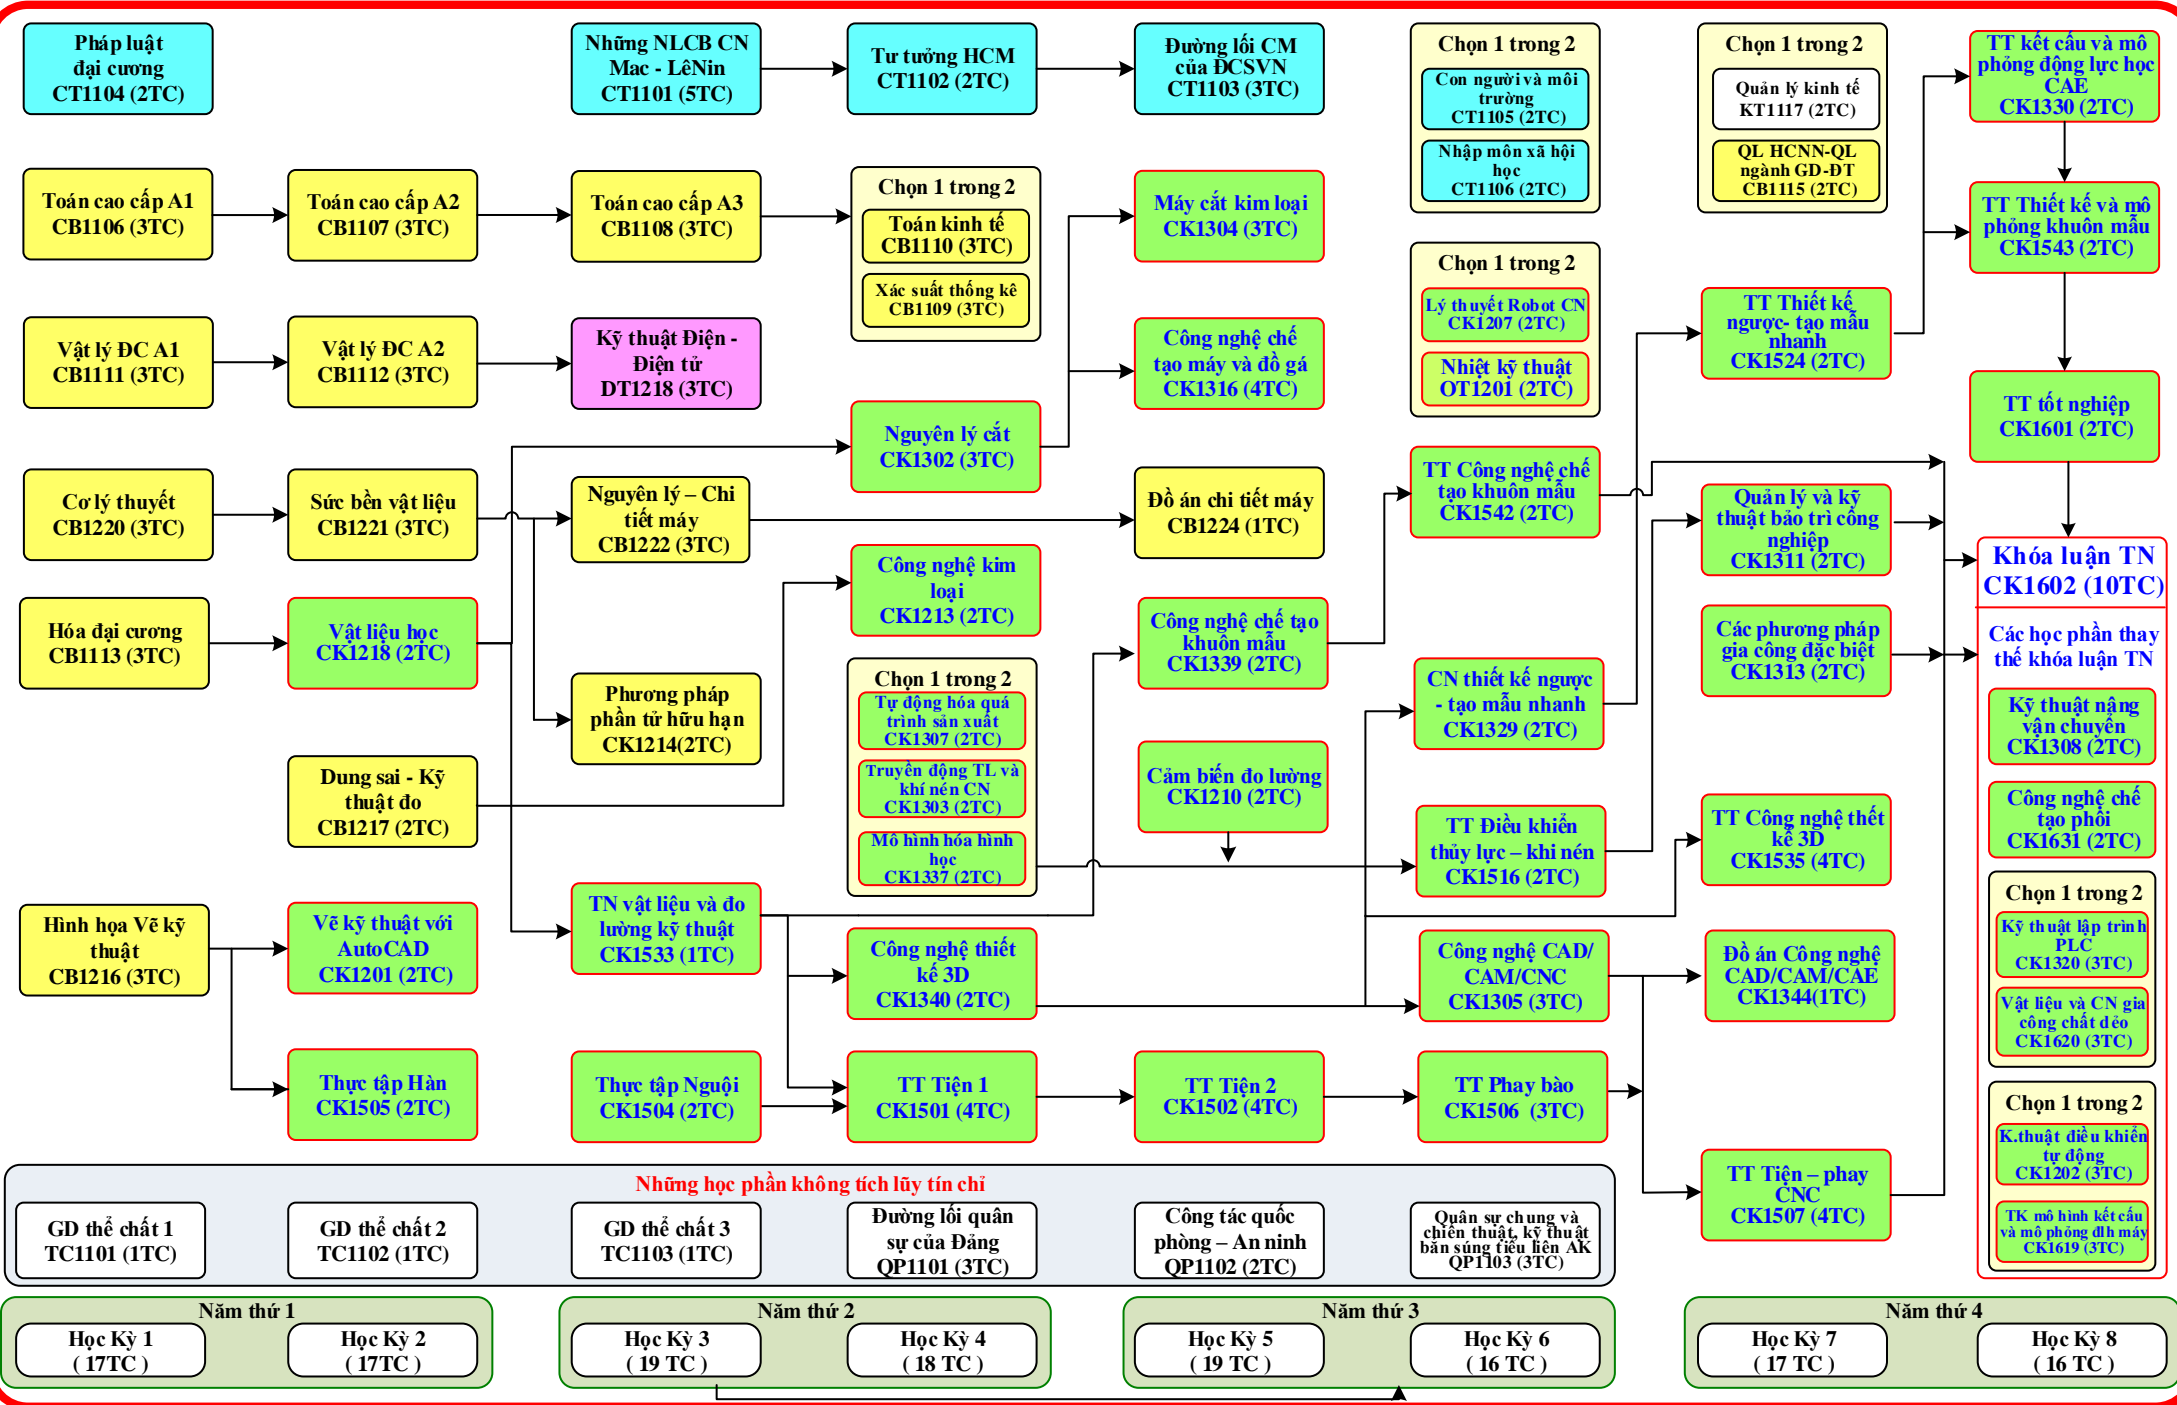 Pháp luật
đại cương
CT1104 (2TC)
Những NLCB CN
Mac - LêNin
CT1101 (5TC)
Tư tưởng HCM
CT1102 (2TC)
Đường lối CM
của ĐCSVN
CT1103 (3TC)
Chọn 1 trong 2
Con người và môi
trường
CT1105 (2TC)
Nhập môn xã hội
học
CT1106 (2TC)
Chọn 1 trong 2
Quản lý kinh tế
KT1117 (2TC)
QL HCNN-QL
ngành GD-ĐT
CB1115 (2TC)
TT kết cấu và mô
phỏng động lực học
CAE
CK1330 (2TC)
Toán cao cấp A1
CB1106 (3TC)
Toán cao cấp A2
CB1107 (3TC)
Toán cao cấp A3
CB1108 (3TC)
Chọn 1 trong 2
Toán kinh tế
CB1110 (3TC)
Xác suất thống kê
CB1109 (3TC)
Máy cắt kim loại
CK1304 (3TC)
Chọn 1 trong 2
Lý thuyết Robot CN
CK1207 (2TC)
Nhiệt kỹ thuật
OT1201 (2TC)
TT Thiết kế và mô
phỏng khuôn mẫu
CK1543 (2TC)
Vật lý ĐC A1
CB1111 (3TC)
Vật lý ĐC A2
CB1112 (3TC)
Kỹ thuật Điện -
Điện tử
DT1218 (3TC)
Công nghệ chế
tạo máy và đồ gá
CK1316 (4TC)
TT Thiết kế
ngược- tạo mẫu
nhanh
CK1524 (2TC)
TT tốt nghiệp
CK1601 (2TC)
Nguyên lý cắt
CK1302 (3TC)
Cơ lý thuyết
CB1220 (3TC)
Sức bền vật liệu
CB1221 (3TC)
Nguyên lý – Chi
tiết máy
CB1222 (3TC)
Đồ án chi tiết máy
CB1224 (1TC)
TT Công nghệ chế
tạo khuôn mẫu
CK1542 (2TC)
Quản lý và kỹ
thuật bảo trì công
nghiệp
CK1311 (2TC)
Khóa luận TN
CK1602 (10TC)
Công nghệ kim
loại
CK1213 (2TC)
Hóa đại cương
CB1113 (3TC)
Vật liệu học
CK1218 (2TC)
Công nghệ chế tạo
khuôn mẫu
CK1339 (2TC)
Các phương pháp
gia công đặc biệt
CK1313 (2TC)
Các học phần thay
thế khóa luận TN
Phương pháp
phần tử hữu hạn
CK1214(2TC)
Chọn 1 trong 2
Tự động hóa quá
trình sản xuất
CK1307 (2TC)
Truyền động TL và
khí nén CN
CK1303 (2TC)
Mô hình hóa hình
học
CK1337 (2TC)
CN thiết kế ngược
- tạo mẫu nhanh
CK1329 (2TC)
Kỹ thuật nâng
vận chuyển
CK1308 (2TC)
Dung sai - Kỹ
thuật đo
CB1217 (2TC)
Cảm biến đo lường
CK1210 (2TC)
TT Điều khiển
thủy lực – khi nén
CK1516 (2TC)
TT Công nghệ thết
kế 3D
CK1535 (4TC)
Công nghệ chế
tạo phôi
CK1631 (2TC)
Hình họa Vẽ kỹ
thuật
CB1216 (3TC)
Vẽ kỹ thuật với
AutoCAD
CK1201 (2TC)
TN vật liệu và đo
lường kỹ thuật
CK1533 (1TC)
Công nghệ thiết
kế 3D
CK1340 (2TC)
Công nghệ CAD/
CAM/CNC
CK1305 (3TC)
Đồ án Công nghệ
CAD/CAM/CAE
CK1344(1TC)
Chọn 1 trong 2
Kỹ thuật lập trình
PLC
CK1320 (3TC)
Vật liệu và CN gia
công chất dẻo
CK1620 (3TC)
Thực tập Hàn
CK1505 (2TC)
Thực tập Nguội
CK1504 (2TC)
TT Tiện 1
CK1501 (4TC)
TT Tiện 2
CK1502 (4TC)
TT Phay bào
CK1506 (3TC)
TT Tiện – phay
CNC
CK1507 (4TC)
Chọn 1 trong 2
K.thuật điều khiển
tự động
CK1202 (3TC)
TK mô hình kết cấu
và mô phỏng đlh máy
CK1619 (3TC)
Những học phần không tích lũy tín chỉ
GD thể chất 1
TC1101 (1TC)
GD thể chất 2
TC1102 (1TC)
GD thể chất 3
TC1103 (1TC)
Đường lối quân
sự của Đảng
QP1101 (3TC)
Công tác quốc
phòng – An ninh
QP1102 (2TC)
Quân sự chung và
chiến thuật, kỹ thuật
bắn súng tiểu liên AK
QP1103 (3TC)
Năm thứ 1
Học Kỳ 1
( 17TC )
Học Kỳ 2
( 17TC )
Năm thứ 2
Học Kỳ 3
( 19 TC )
Học Kỳ 4
( 18 TC )
Năm thứ 3
Học Kỳ 5
( 19 TC )
Học Kỳ 6
( 16 TC )
Năm thứ 4
Học Kỳ 7
( 17 TC )
Học Kỳ 8
( 16 TC )